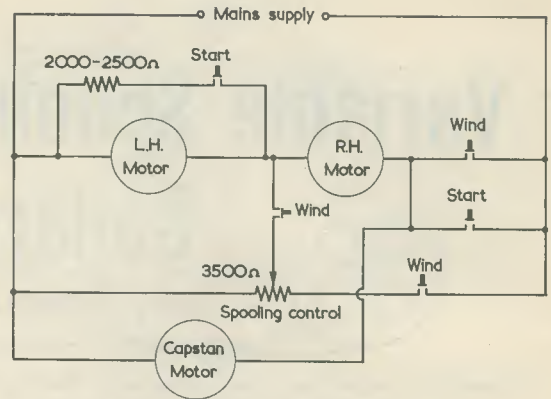 Mains supply
2000-2500Ω
Start
L.H.
Motor
R.H.
Motor
Wind
Wind
Start
3500Ω
Wind
Spooling control
Capstan
Motor